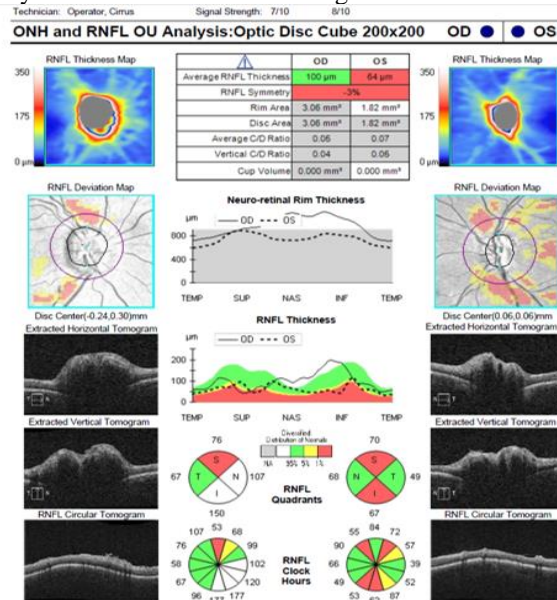 Technician: Operator, Cirrus Signal Strength: 7/10 8/10
ONH and RNFL OU Analysis:Optic Disc Cube 200x200 OD OS
RNFL Thickness Map
350
175
0 µm
OD OS
Average RNFL Thickness 100 µm 64 µm
RNFL Symmetry -3%
Rim Area 3.06 mm² 1.82 mm²
Disc Area 3.06 mm² 1.82 mm²
Average C/D Ratio 0.05 0.07
Vertical C/D Ratio 0.04 0.06
Cup Volume 0.000 mm³ 0.000 mm³
RNFL Thickness Map
350
175
0 µm
RNFL Deviation Map
Disc Center(-0.24,0.30)mm
Extracted Horizontal Tomogram
Extracted Vertical Tomogram
RNFL Circular Tomogram
Neuro-retinal Rim Thickness
µm
OD OS
800
400
0
TEMP SUP NAS INF TEMP
RNFL Thickness
µm
OD OS
200
100
0
TEMP SUP NAS INF TEMP
Diversified
Distribution of Normals
NA 95% 5% 1%
76
67 T S N I 107
150
RNFL
Quadrants
70
68 N S T I 49
67
107 53 68
76 99
58 102
67 120
96 177
RNFL
Clock
Hours
55 84 72
90 57
66 39
49 52
53 87
RNFL Deviation Map
Disc Center(0.06,0.06)mm
Extracted Horizontal Tomogram
Extracted Vertical Tomogram
RNFL Circular Tomogram